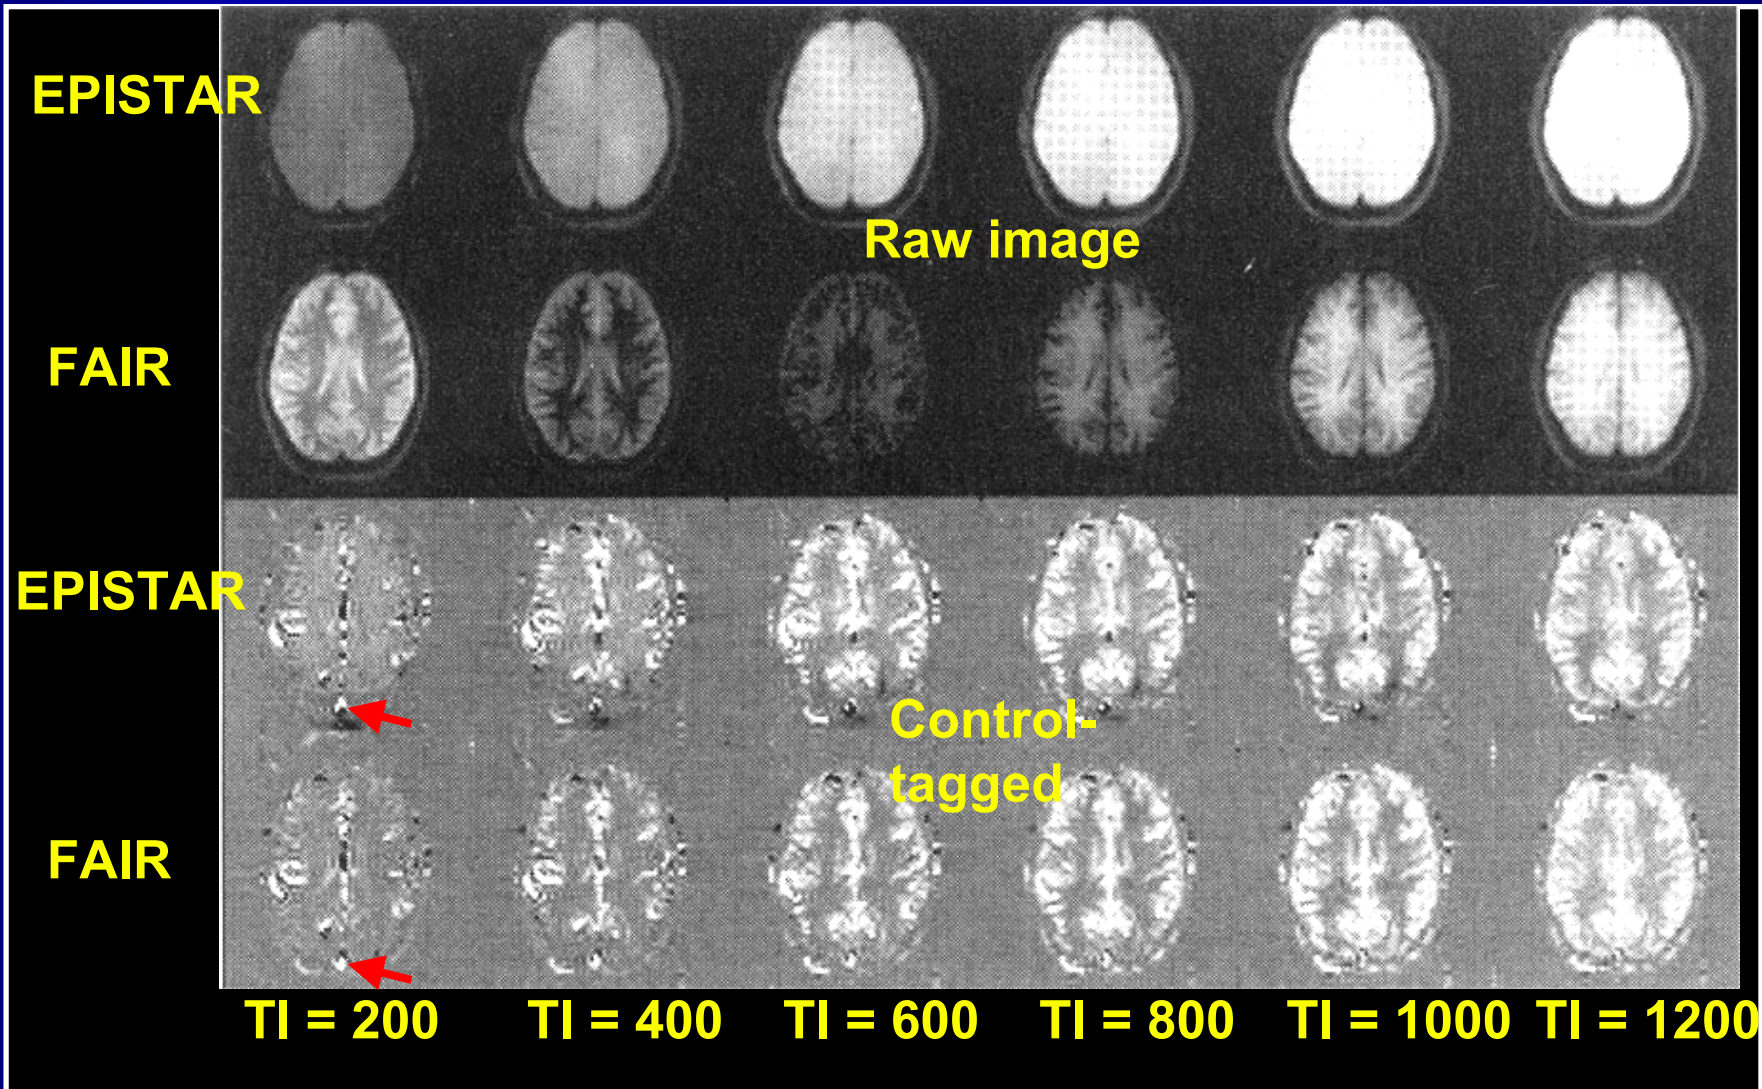 EPISTAR
Raw image
FAIR
EPISTAR
Control-
tagged
FAIR
TI = 200 TI = 400 TI = 600 TI = 800 TI = 1000 TI = 1200